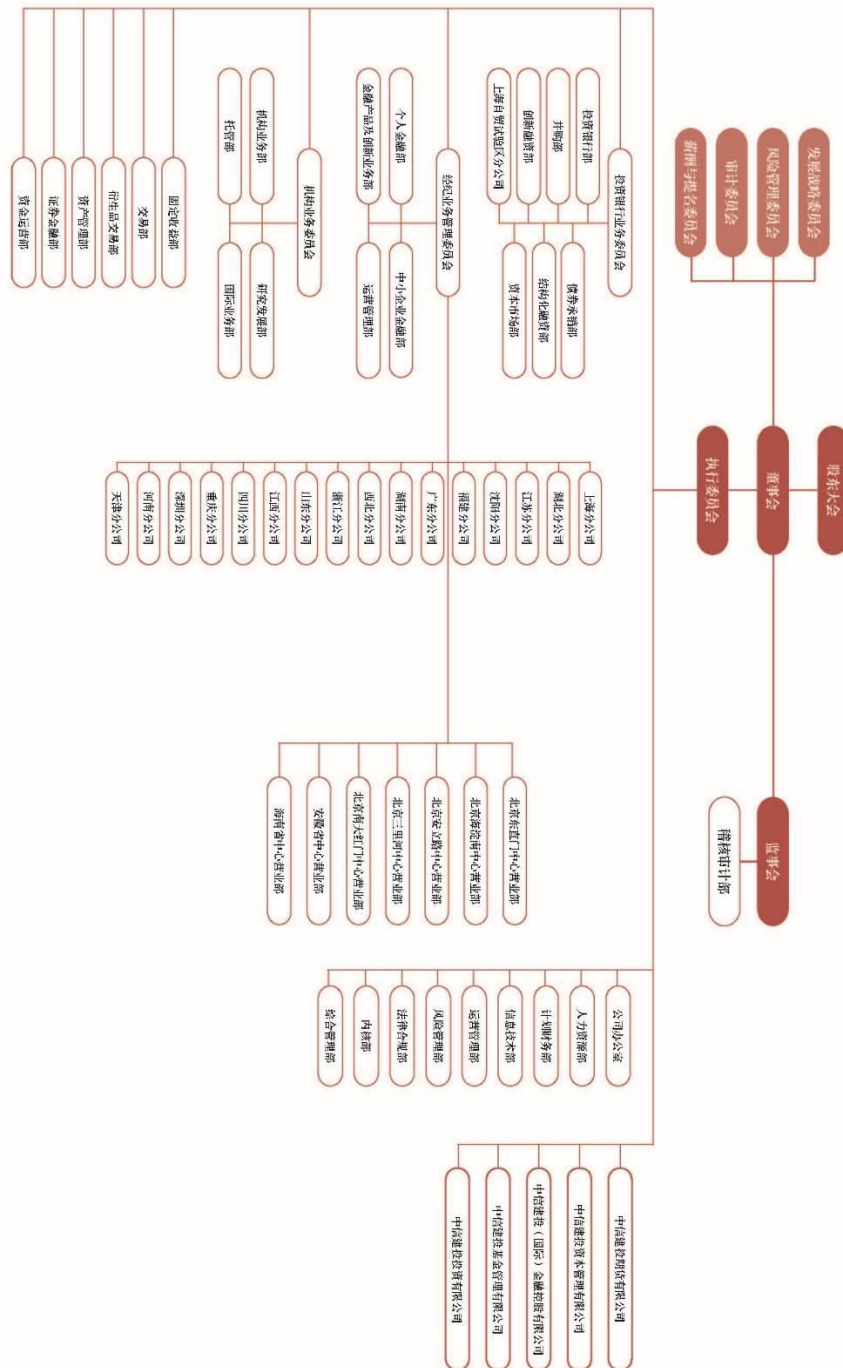 股东大会
董事会
监事会
稽核审计部
发展战略委员会
风险管理委员会
审计委员会
薪酬与提名委员会
执行委员会
投资银行业务委员会
投资银行部
并购部
创新融资部
上海自贸试验区分公司
债券承销部
结构化融资部
资本市场部
经纪业务管理委员会
个人金融部
金融产品及创新业务部
中小企业金融部
运营管理部
机构业务委员会
机构业务部
托管部
研究发展部
国际业务部
固定收益部
交易部
衍生品交易部
资产管理部
证券金融部
资金运营部
上海分公司
湖北分公司
江苏分公司
沈阳分公司
福建分公司
广东分公司
湖南分公司
西北分公司
浙江分公司
山东分公司
江西分公司
四川分公司
重庆分公司
深圳分公司
河南分公司
天津分公司
北京东直门中心营业部
北京海淀南中心营业部
北京安立路中心营业部
北京三里河中心营业部
北京南大红门中心营业部
安徽省中心营业部
海南省中心营业部
公司办公室
人力资源部
计划财务部
信息技术部
运营管理部
风险管理部
法律合规部
内核部
综合管理部
中信建投期货有限公司
中信建投资本管理有限公司
中信建投（国际）金融控股有限公司
中信建投基金管理有限公司
中信建投投资有限公司